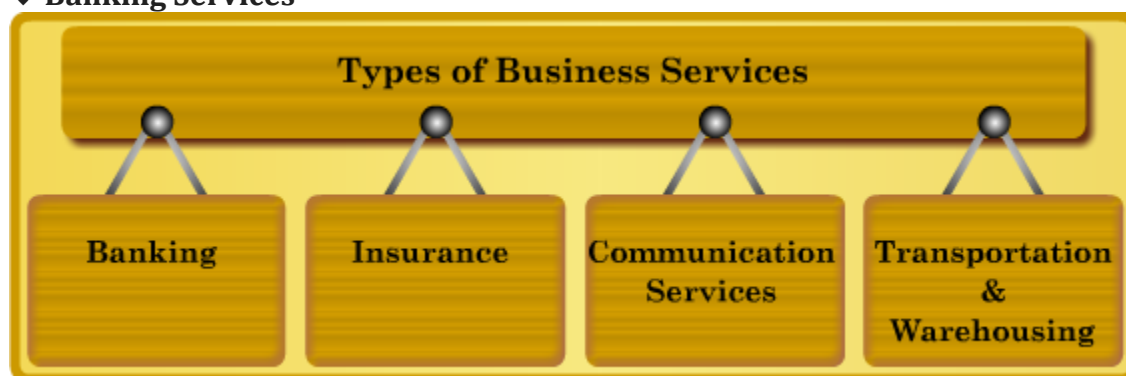 ❖ Banking Services
Types of Business Services
Banking
Insurance
Communication
Services
Transportation
&
Warehousing